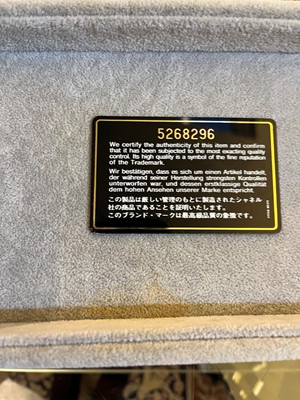 5268296
We certify the authenticity of this item and confirm
that it has been subjected to the most exacting quality
control. Its high quality is a symbol of the fine reputation
of the Trademark.
Wir bestätigen, dass es sich um einen Artikel handelt,
der während seiner Herstellung strengsten Kontrollen
unterworfen war, und dessen erstklassige Qualität
dem hohen Ansehen unserer Marke entspricht.
この製品は厳しい管理のもとに製造されたシャネル
社の商品であることを証明いたします。
このブランド・マークは最高級品質の象徴です。